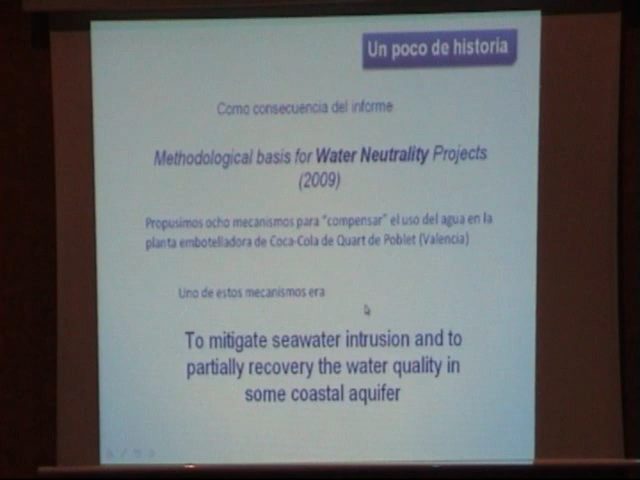 Un poco de historia
Como consecuencia del informe
Methodological basis for Water Neutrality Projects
(2009)
Propusimos ocho mecanismos para "compensar" el uso del agua en la
planta embotelladora de Coca-Cola de Quart de Poblet (Valencia)
Uno de estos mecanismos era
To mitigate seawater intrusion and to
partially recovery the water quality in
some coastal aquifer